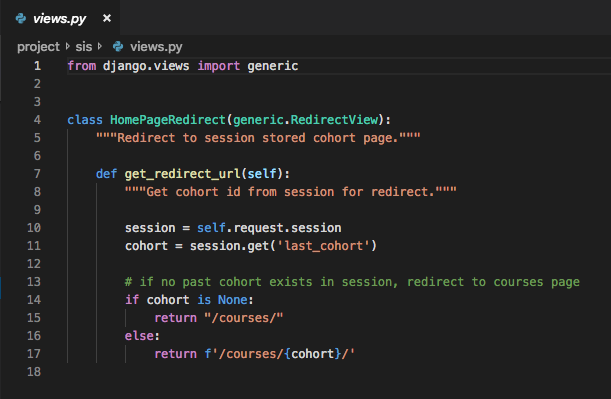 views.py ×
project sis views.py
1 from django.views import generic
2
3
4 class HomePageRedirect(generic.RedirectView):
5     """Redirect to session stored cohort page."""
6
7     def get_redirect_url(self):
8         """Get cohort id from session for redirect."""
9
10         session = self.request.session
11         cohort = session.get('last_cohort')
12
13         # if no past cohort exists in session, redirect to courses page
14         if cohort is None:
15             return "/courses/"
16         else:
17             return f'/courses/{cohort}/'
18